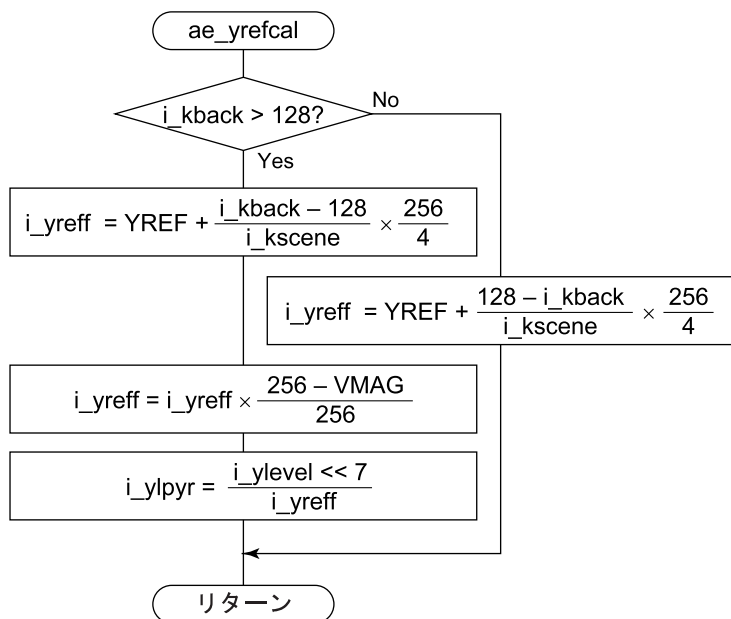 ae_yrefcal
i_kback > 128?
No
Yes
i_yreff = YREF + (i_kback – 128)/(i_kscene) × 256/4
i_yreff = YREF + (128 – i_kback)/(i_kscene) × 256/4
i_yreff = i_yreff × (256 – VMAG)/256
i_ylpyr = (i_ylevel << 7)/(i_yreff)
リターン